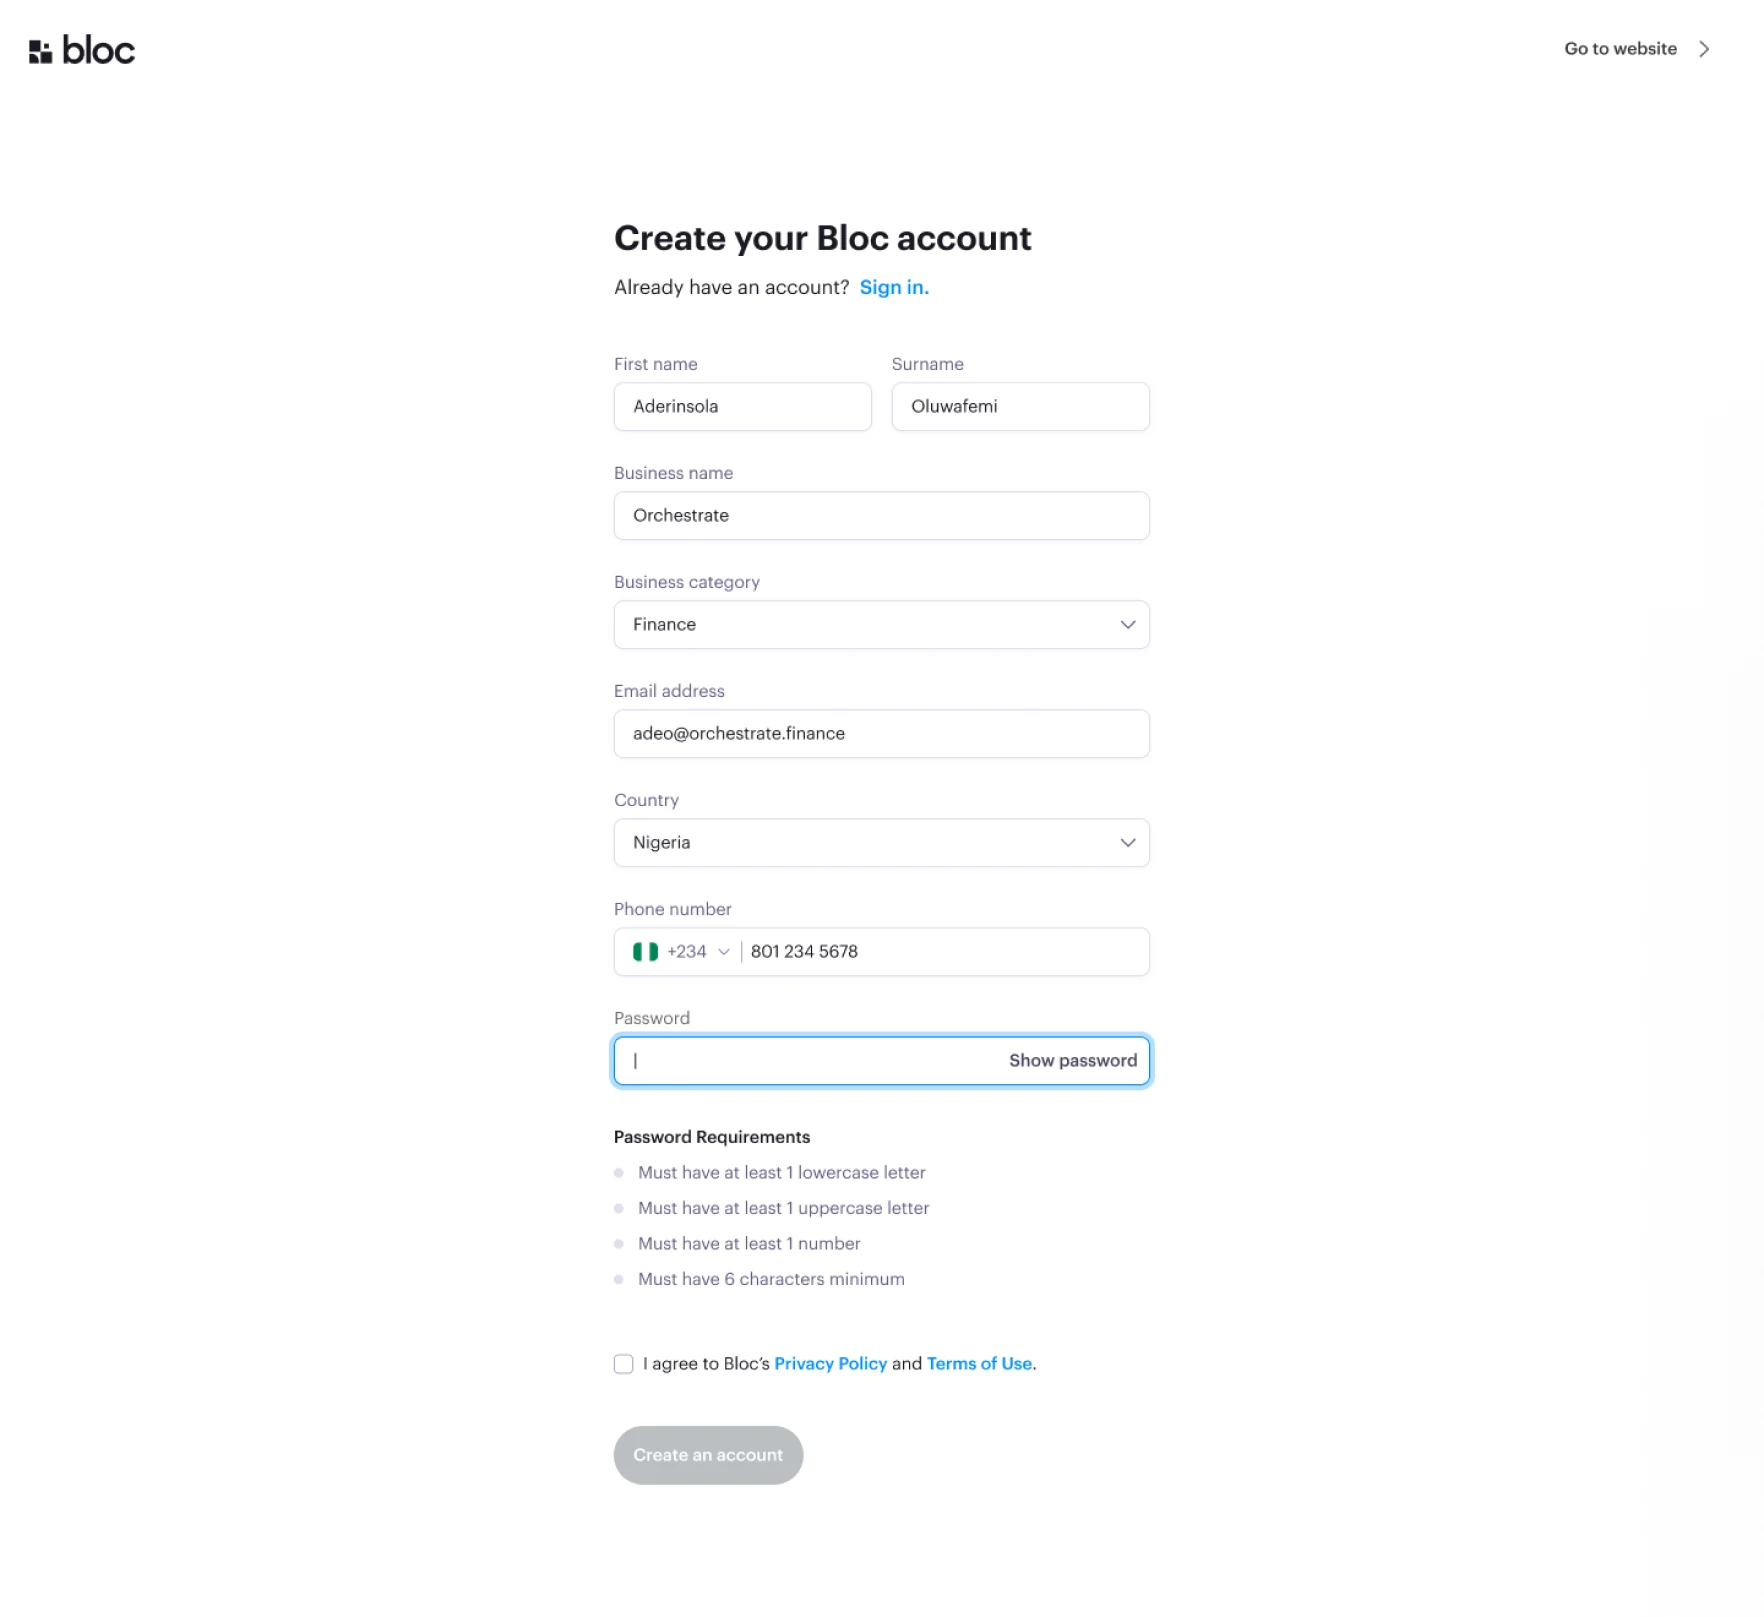 bloc
Go to website
Create your Bloc account
Already have an account? Sign in.
First name
Surname
Aderinsola
Oluwafemi
Business name
Orchestrate
Business category
Finance
Email address
adeo@orchestrate.finance
Country
Nigeria
Phone number
+234 801 234 5678
Password
Show password
Password Requirements
Must have at least 1 lowercase letter
Must have at least 1 uppercase letter
Must have at least 1 number
Must have 6 characters minimum
I agree to Bloc’s Privacy Policy and Terms of Use.
Create an account